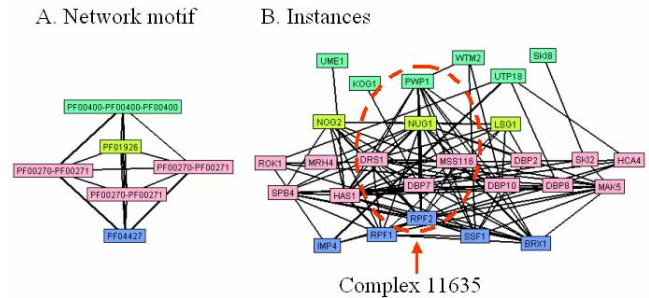 A. Network motif
B. Instances
PF00400-PF00400-PF00400
PF01926
PF00270-PF00271
PF00270-PF00271
PF00270-PF00271
PF04427
UME1
WTM2
SKI8
KOG1
PWP1
UTP18
NOG2
NUG1
LSG1
ROK1
MRH4
DRS1
MSS116
DBP2
SKI2
HCA4
SPB4
HAS1
DBP7
DBP10
DBP8
MAK5
RPF2
IMP4
RPF1
SSF1
BRX1
Complex 11635